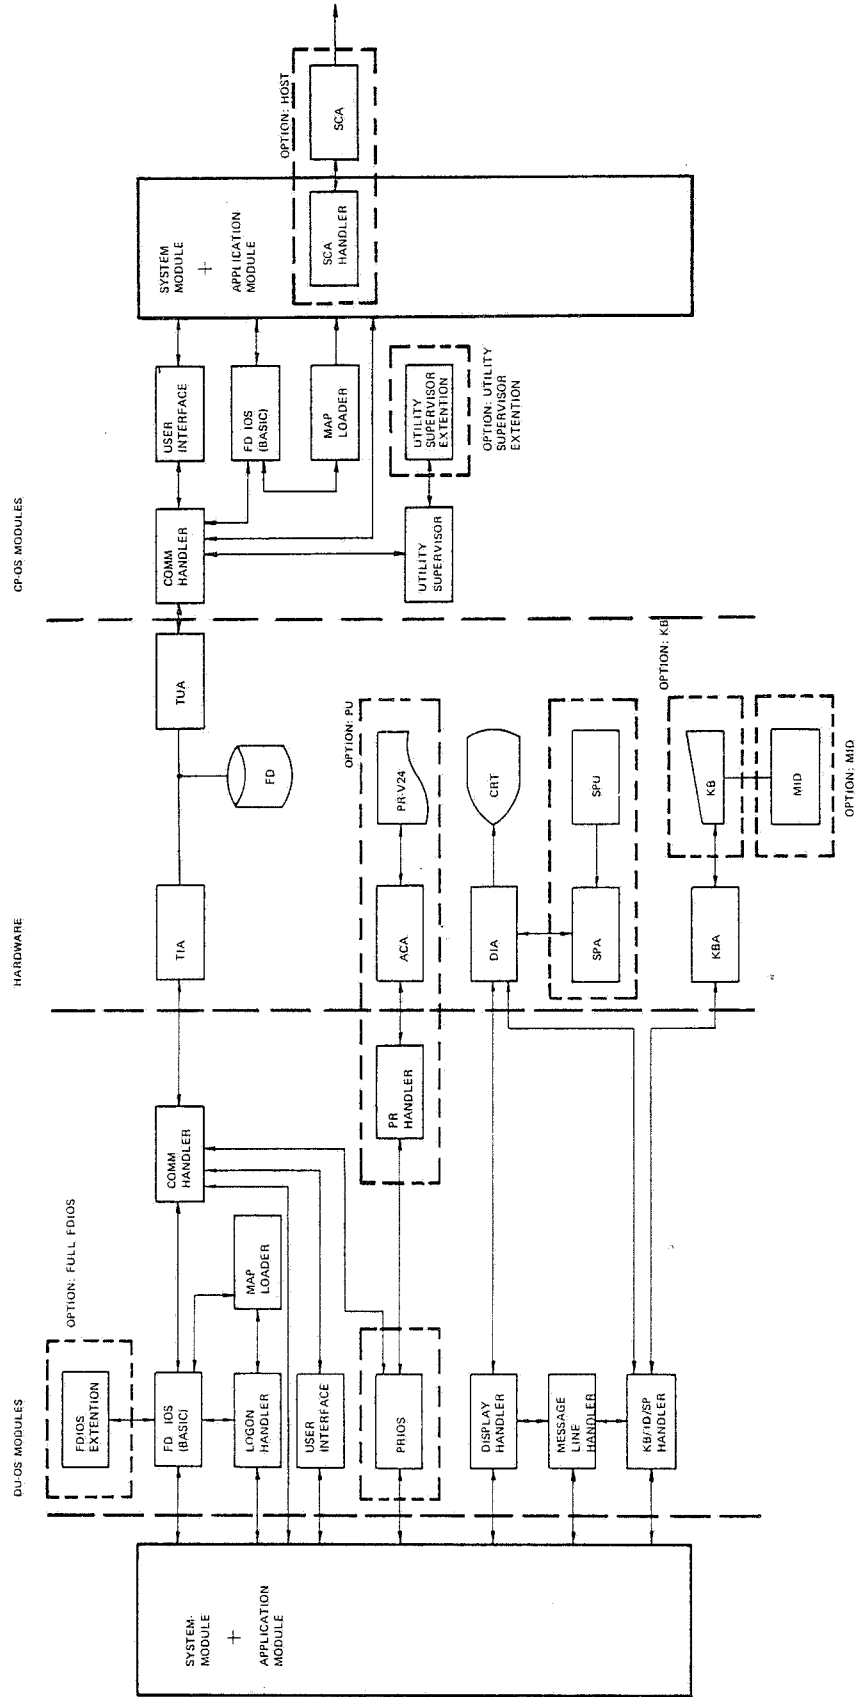 DU-OS MODULES
HARDWARE
CP-OS MODULES
OPTION: FULL FDIOS
FDIOS
EXTENTION
FD IOS
(BASIC)
LOGON
HANDLER
MAP
LOADER
USER
INTERFACE
PRIOS
DISPLAY
HANDLER
MESSAGE
LINE
HANDLER
KB/ID/SP
HANDLER
SYSTEM-
MODULE
+
APPLICATION
MODULE
COMM
HANDLER
PR
HANDLER
TIA
FD
TUA
OPTION: PU
ACA
PR-V24
DIA
CRT
SPA
SPU
KBA
OPTION: KB
KB
MID
OPTION: MID
COMM
HANDLER
USER
INTERFACE
FD IOS
(BASIC)
MAP
LOADER
UTILITY
SUPERVISOR
UTILITY
SUPERVISOR
EXTENTION
OPTION: UTILITY
SUPERVISOR
EXTENTION
SYSTEM
MODULE
+
APPLICATION
MODULE
OPTION: HOST
SCA
HANDLER
SCA